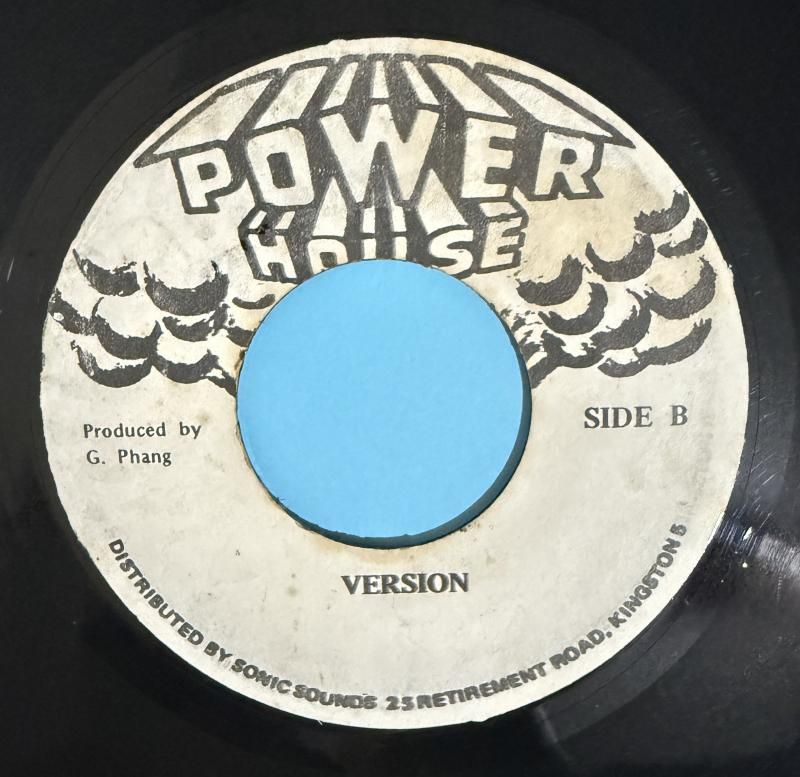 POWER
HOUSE
Produced by
G. Phang
SIDE B
VERSION
DISTRIBUTED BY SONIC SOUNDS 25 RETIREMENT ROAD, KINGSTON 5